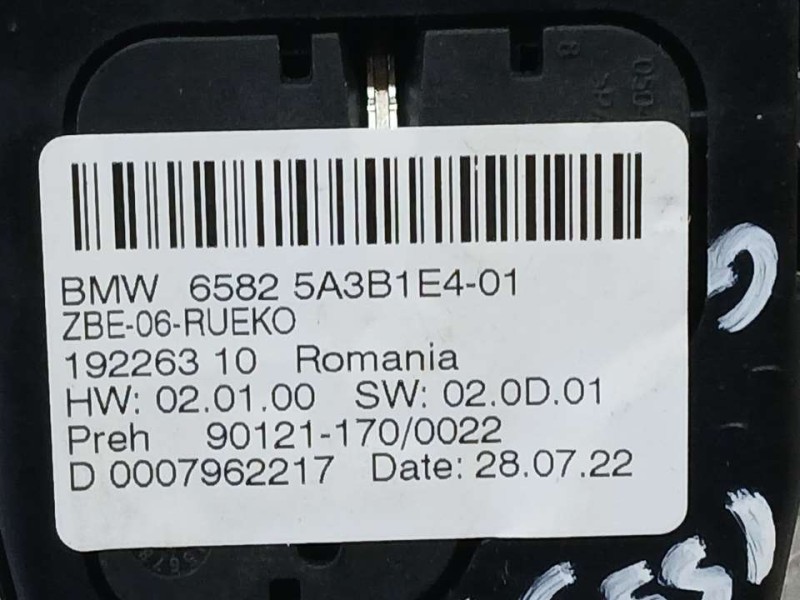 BMW 6582 5A3B1E4-01
ZBE-06-RUEKO
192263 10 Romania
HW: 02.01.00 SW: 02.0D.01
Preh 90121-170/0022
D 0007962217 Date: 28.07.22